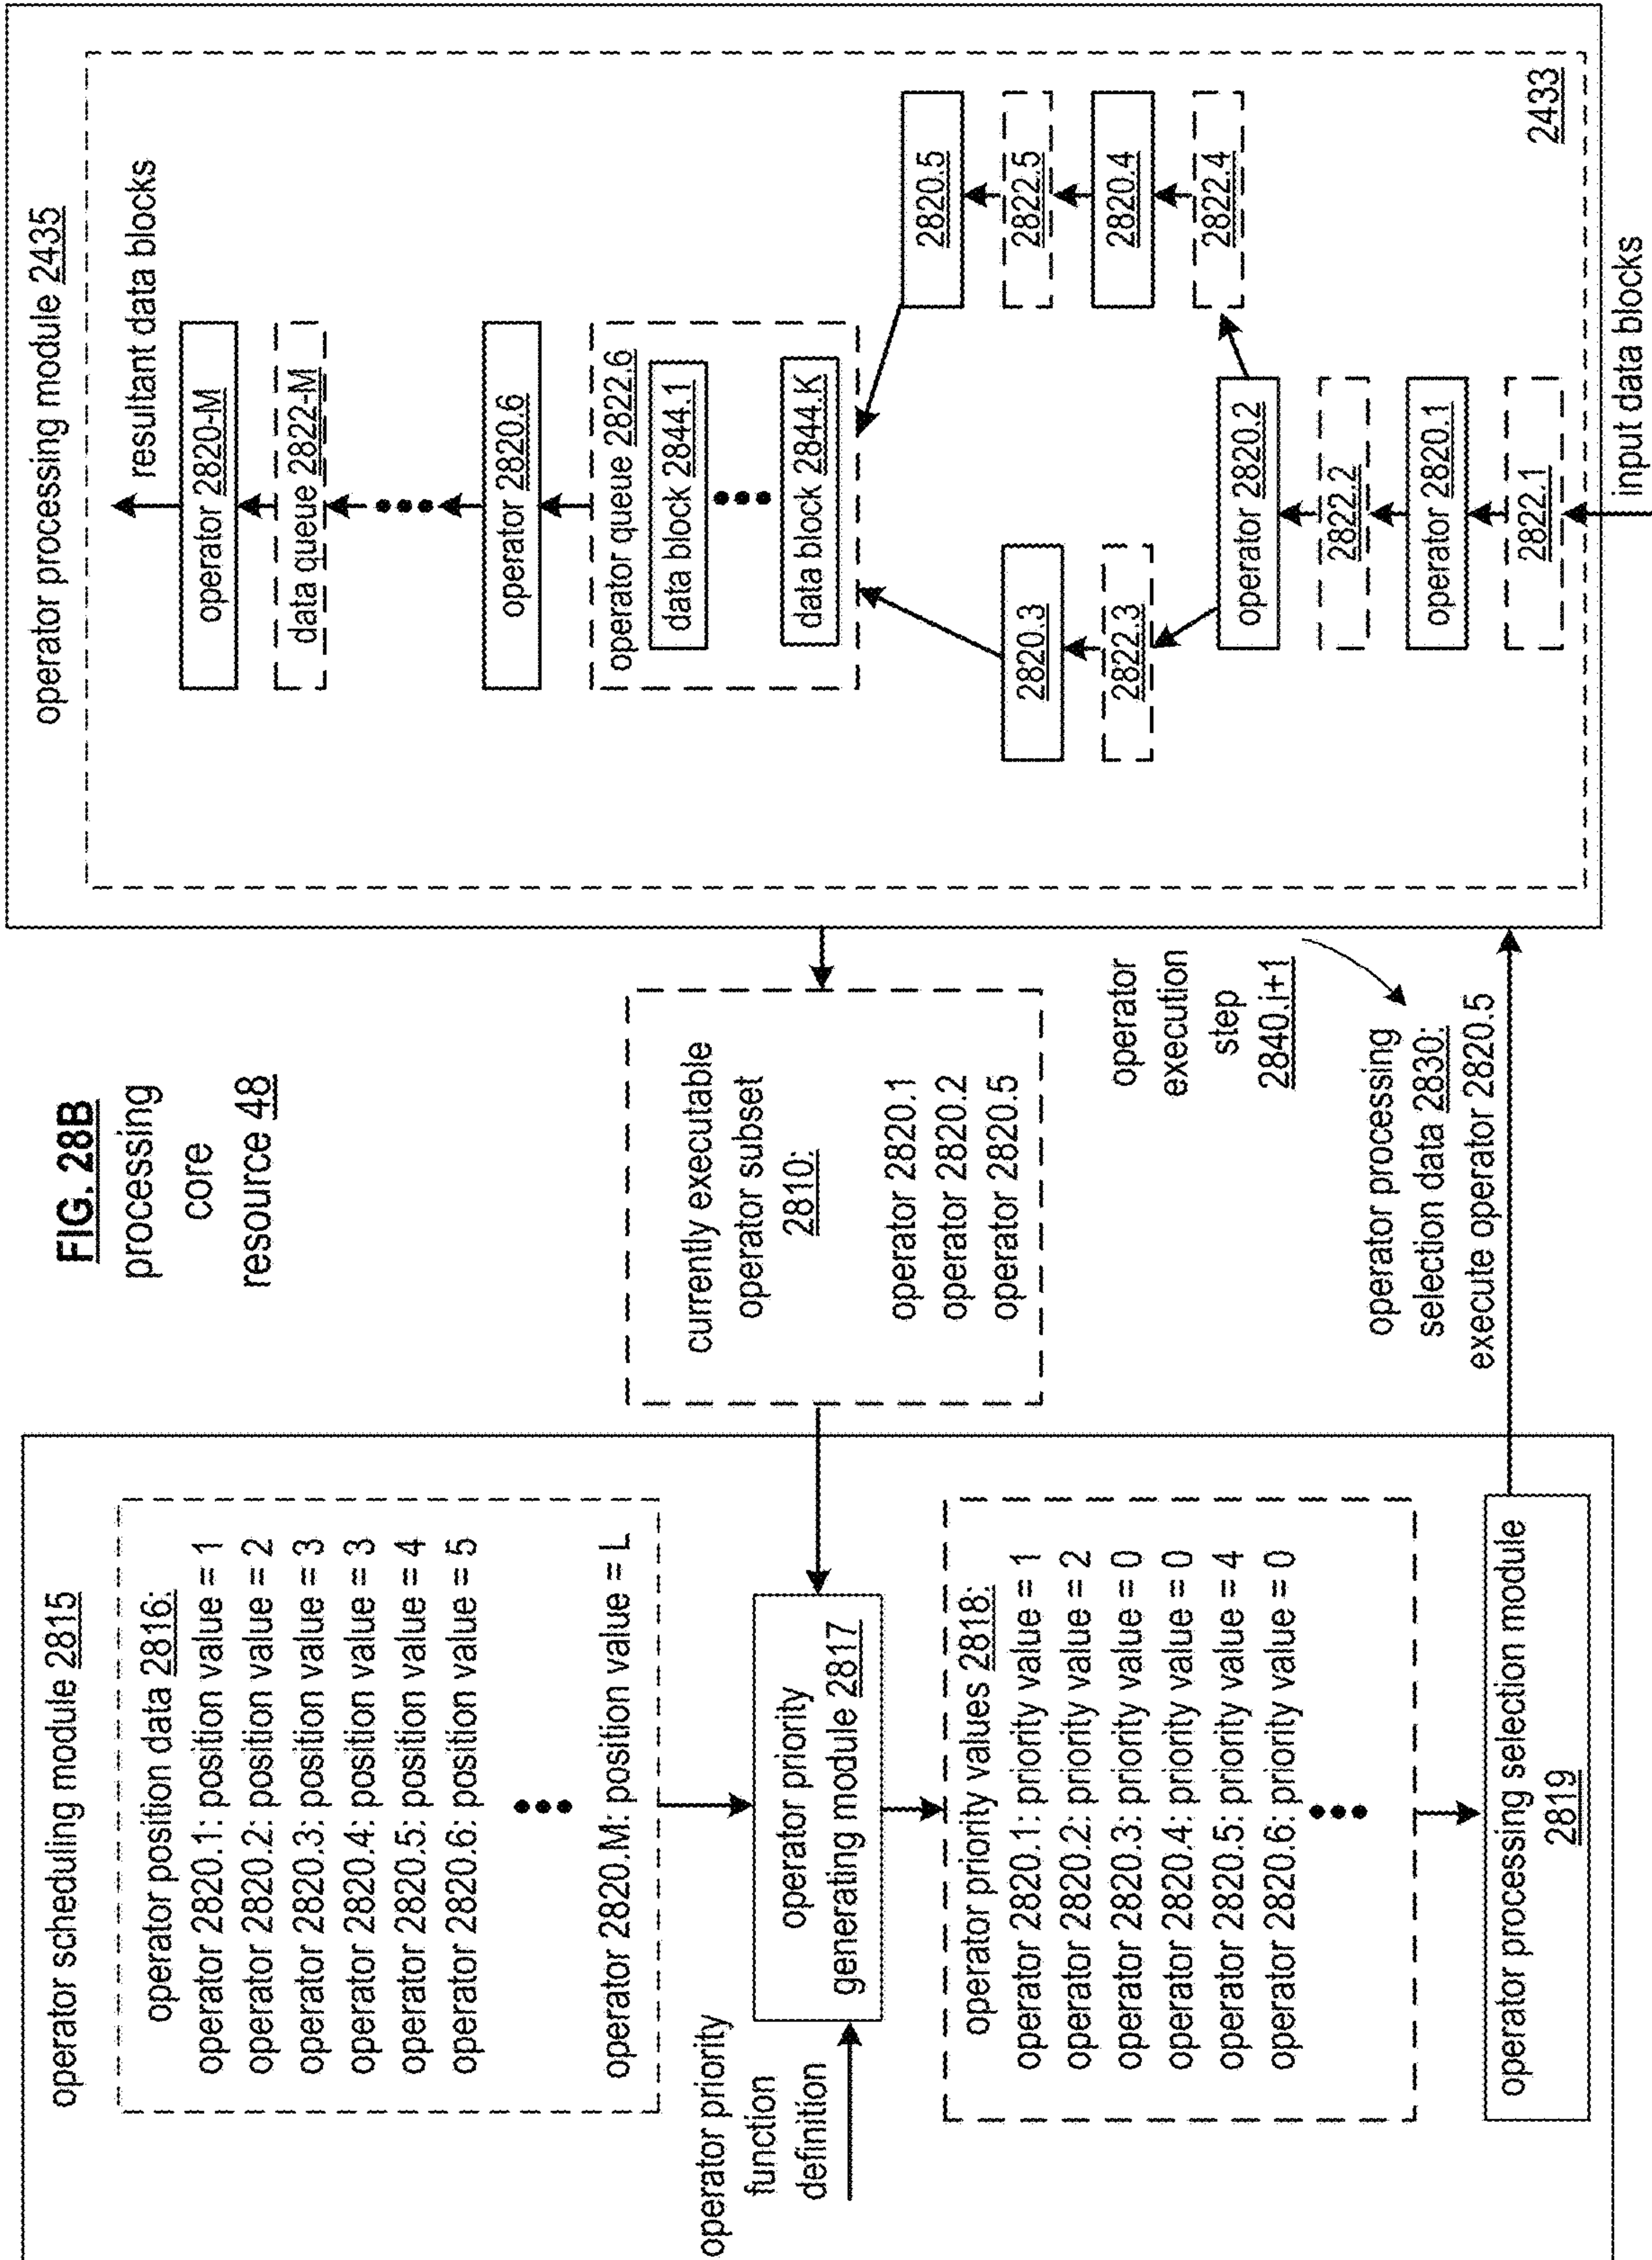 FIG. 28B
processing
core
resource 48
operator scheduling module 2815
operator position data 2816:
operator 2820.1: position value = 1
operator 2820.2: position value = 2
operator 2820.3: position value = 3
operator 2820.4: position value = 3
operator 2820.5: position value = 4
operator 2820.6: position value = 5
operator 2820.M: position value = L
operator priority
function
definition
operator priority
generating module 2817
operator priority values 2818:
operator 2820.1: priority value = 1
operator 2820.2: priority value = 2
operator 2820.3: priority value = 0
operator 2820.4: priority value = 0
operator 2820.5: priority value = 4
operator 2820.6: priority value = 0
operator processing selection module
2819
currently executable
operator subset
2810:
operator 2820.1
operator 2820.2
operator 2820.5
operator
execution
step
2840.i+1
operator processing
selection data 2830:
execute operator 2820.5
operator processing module 2435
resultant data blocks
operator 2820-M
data queue 2822-M
operator 2820.6
operator queue 2822.6
data block 2844.1
data block 2844.K
2820.3
2822.3
2820.5
2822.5
2820.4
2822.4
operator 2820.2
2822.2
operator 2820.1
2822.1
2433
input data blocks